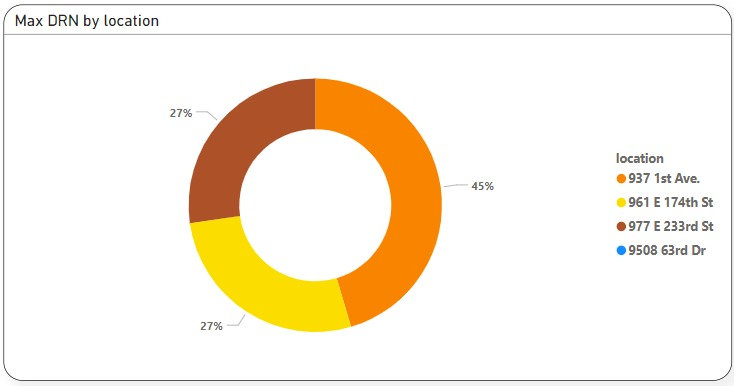 Max DRN by location
27%
45%
27%
location
937 1st Ave.
961 E 174th St
977 E 233rd St
9508 63rd Dr